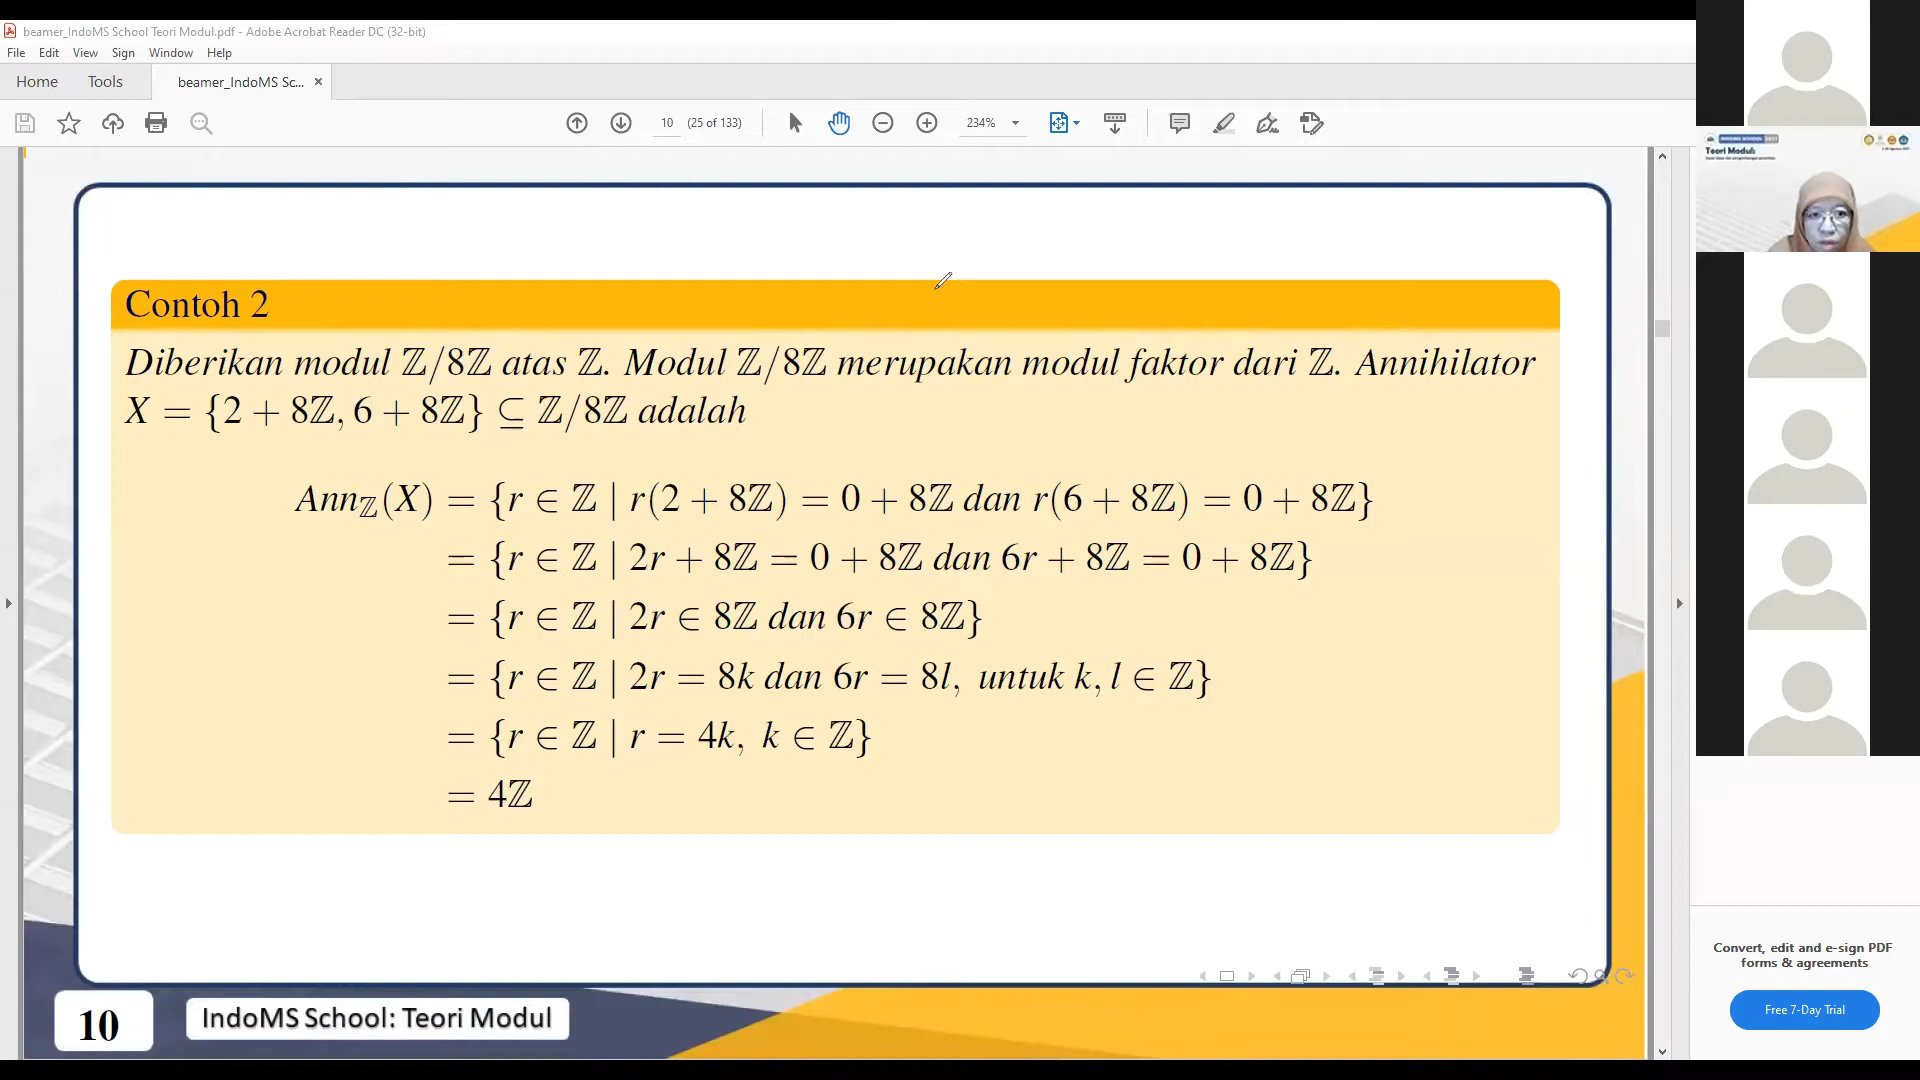 beamer_IndoMS School Teori Modul.pdf - Adobe Acrobat Reader DC (32-bit)
File Edit View Sign Window Help
Home Tools beamer_IndoMS Sc... ×
10 (25 of 133) 234%
Teori Modul:
Contoh 2
Diberikan modul ℤ/8ℤ atas ℤ. Modul ℤ/8ℤ merupakan modul faktor dari ℤ. Annihilator
X = {2 + 8ℤ, 6 + 8ℤ} ⊆ ℤ/8ℤ adalah
Ann_ℤ(X) = {r ∈ ℤ | r(2 + 8ℤ) = 0 + 8ℤ dan r(6 + 8ℤ) = 0 + 8ℤ}
= {r ∈ ℤ | 2r + 8ℤ = 0 + 8ℤ dan 6r + 8ℤ = 0 + 8ℤ}
= {r ∈ ℤ | 2r ∈ 8ℤ dan 6r ∈ 8ℤ}
= {r ∈ ℤ | 2r = 8k dan 6r = 8l, untuk k, l ∈ ℤ}
= {r ∈ ℤ | r = 4k, k ∈ ℤ}
= 4ℤ
10 IndoMS School: Teori Modul
Convert, edit and e-sign PDF
forms & agreements
Free 7-Day Trial